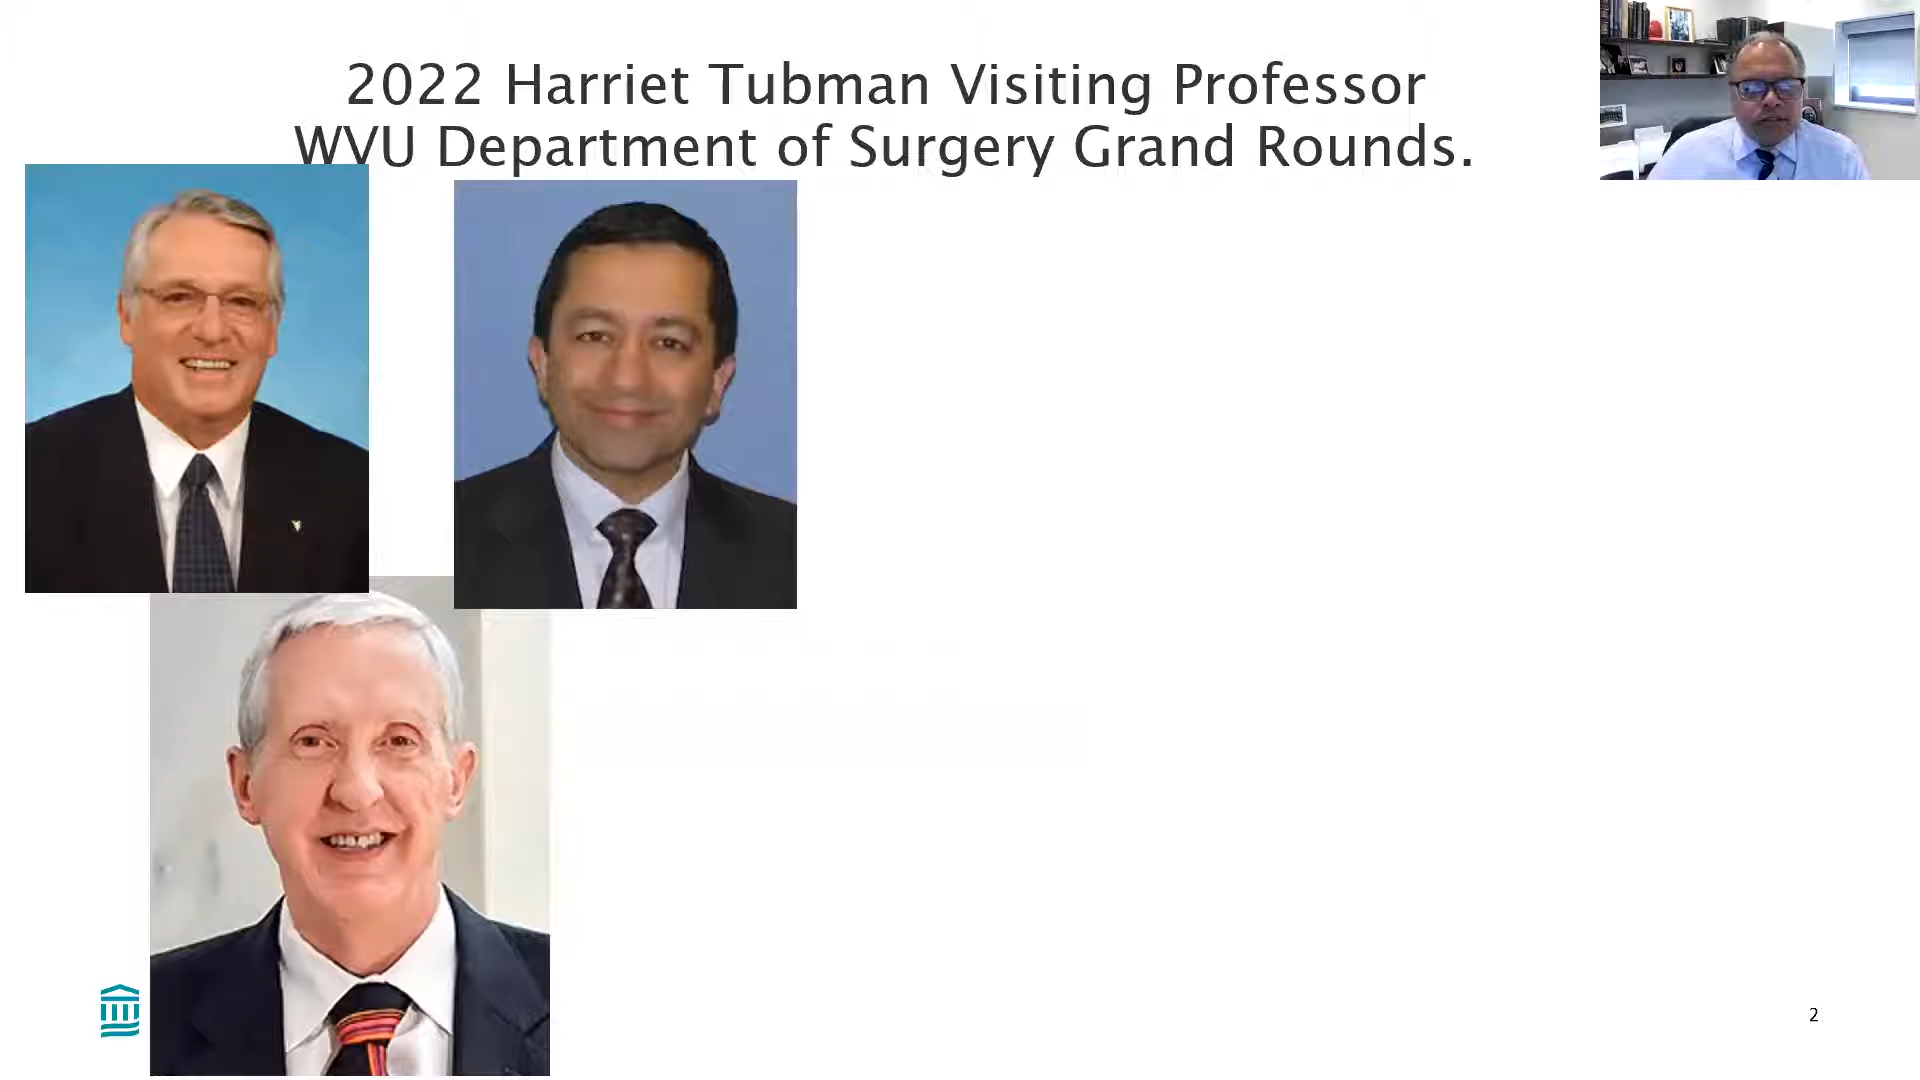 2022 Harriet Tubman Visiting Professor
WVU Department of Surgery Grand Rounds.
2